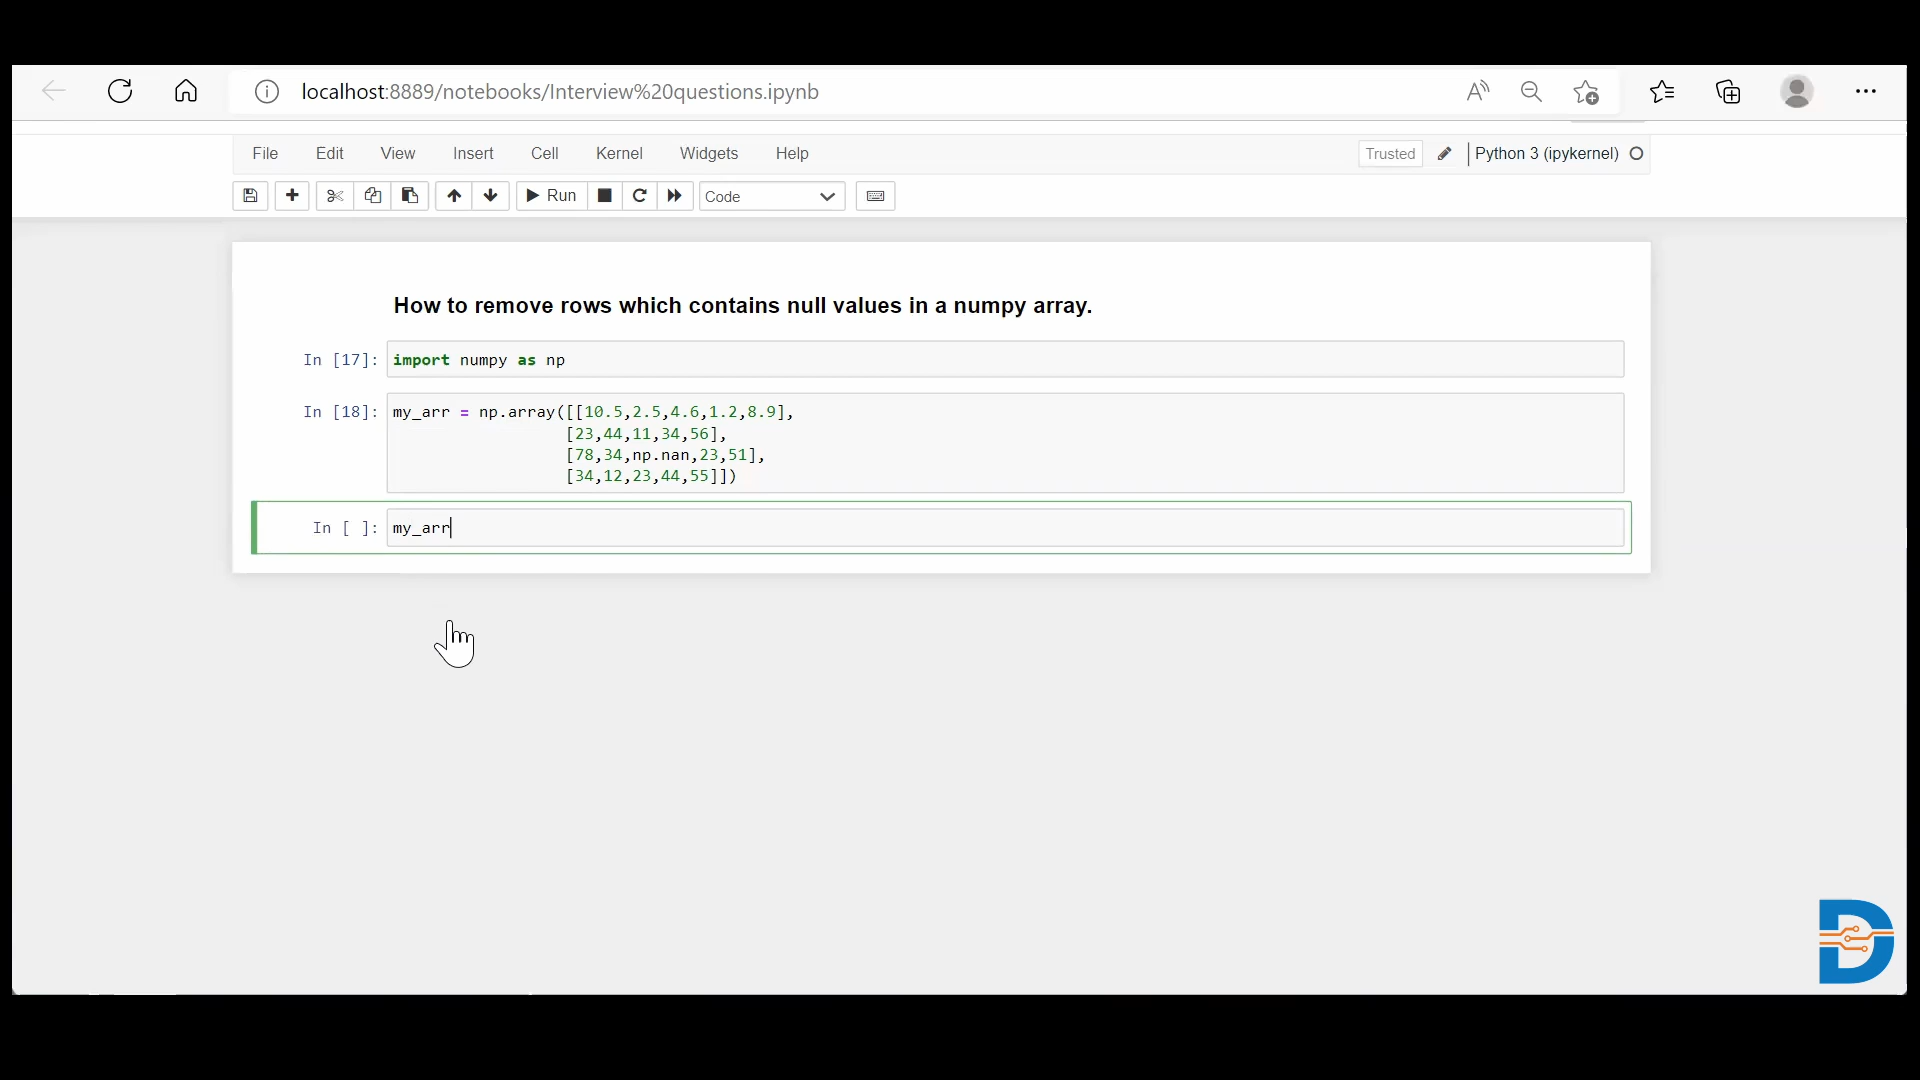 localhost:8889/notebooks/Interview%20questions.ipynb
File Edit View Insert Cell Kernel Widgets Help Trusted Python 3 (ipykernel)
Run Code
How to remove rows which contains null values in a numpy array.
In [17]: import numpy as np
In [18]: my_arr = np.array([[10.5,2.5,4.6,1.2,8.9],
[23,44,11,34,56],
[78,34,np.nan,23,51],
[34,12,23,44,55]])
In [ ]: my_arr
D